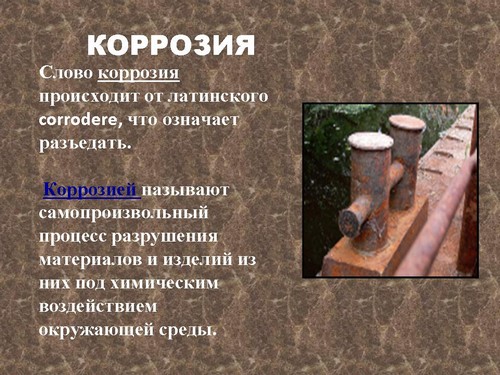 КОРРОЗИЯ
Слово коррозия
происходит от латинского
corrodere, что означает
разъедать.
Коррозией называют
самопроизвольный
процесс разрушения
материалов и изделий из
них под химическим
воздействием
окружающей среды.